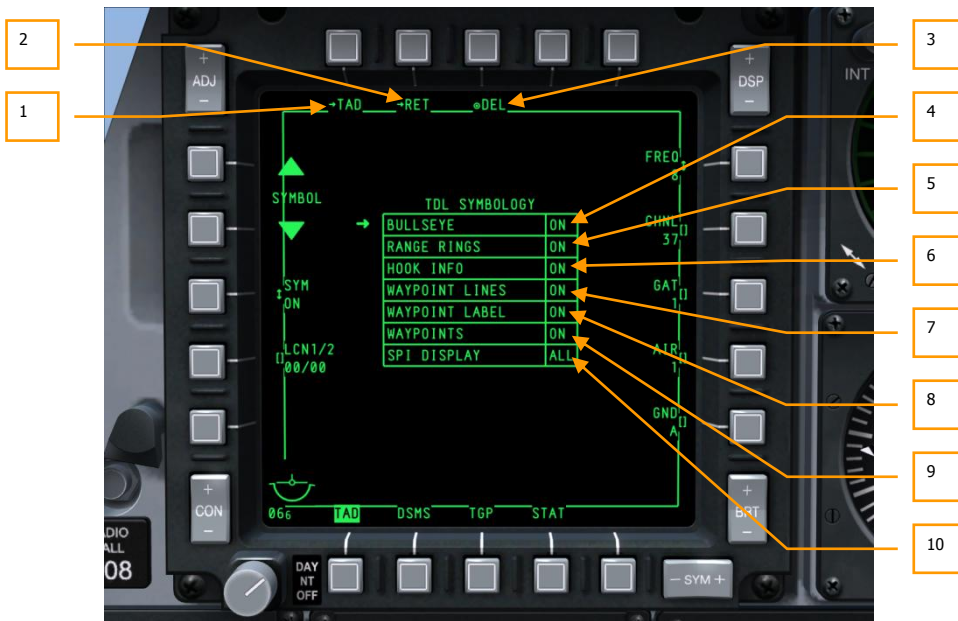 2
3
1
4
5
6
7
8
9
10
+
ADJ
-
+
DSP
-
INT
→TAD
→RET
DEL
SYMBOL
FREQ
8
TDL SYMBOLOGY
→
BULLSEYE ON
RANGE RINGS ON
HOOK INFO ON
WAYPOINT LINES ON
WAYPOINT LABEL ON
WAYPOINTS ON
SPI DISPLAY ALL
CHNL[]
37
SYM
ON
GAT[]
1
[]LCN1/2
00/00
AIR[]
1
GND[]
A
066
TAD DSMS TGP STAT
+
CON
-
+
BRT
-
DAY
NT
OFF
- SYM +
DIO
ALL
08